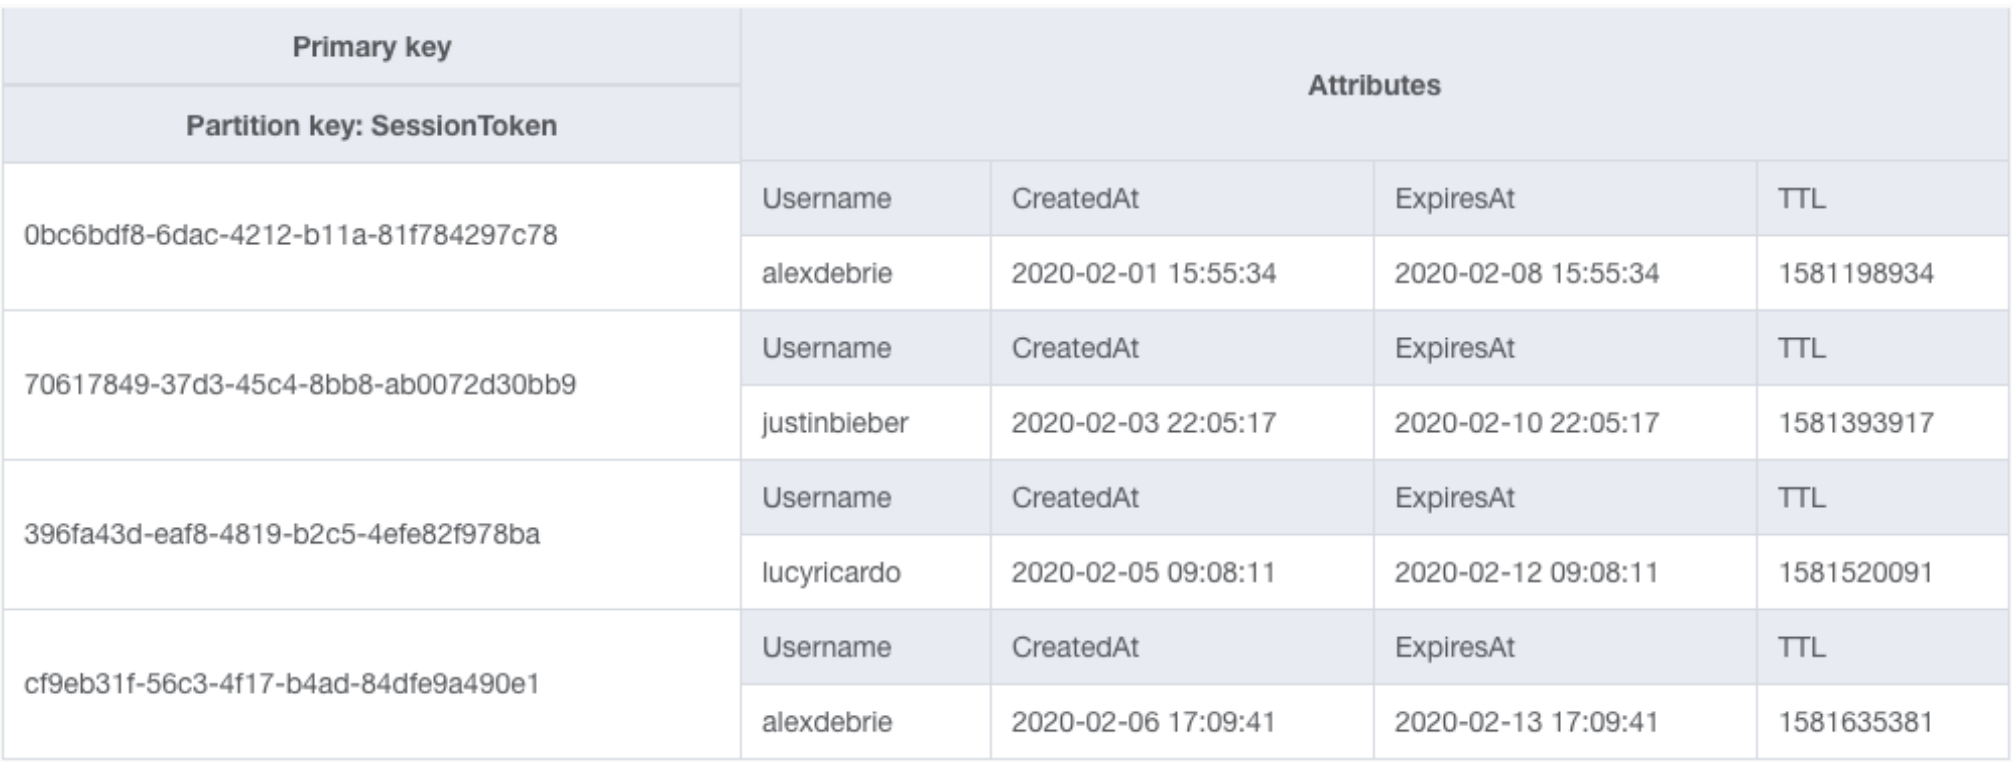 Primary key
Attributes
Partition key: SessionToken
0bc6bdf8-6dac-4212-b11a-81f784297c78
Username CreatedAt ExpiresAt TTL
alexdebrie 2020-02-01 15:55:34 2020-02-08 15:55:34 1581198934
70617849-37d3-45c4-8bb8-ab0072d30bb9
Username CreatedAt ExpiresAt TTL
justinbieber 2020-02-03 22:05:17 2020-02-10 22:05:17 1581393917
396fa43d-eaf8-4819-b2c5-4efe82f978ba
Username CreatedAt ExpiresAt TTL
lucyricardo 2020-02-05 09:08:11 2020-02-12 09:08:11 1581520091
cf9eb31f-56c3-4f17-b4ad-84dfe9a490e1
Username CreatedAt ExpiresAt TTL
alexdebrie 2020-02-06 17:09:41 2020-02-13 17:09:41 1581635381